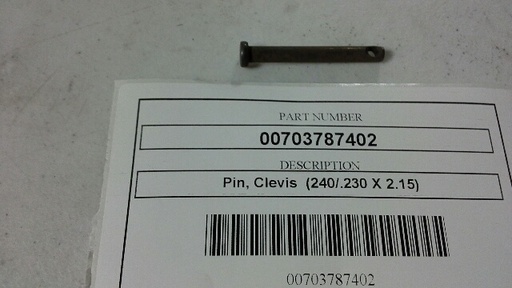 PART NUMBER
00703787402
DESCRIPTION
Pin, Clevis (240/.230 X 2.15)
00703787402